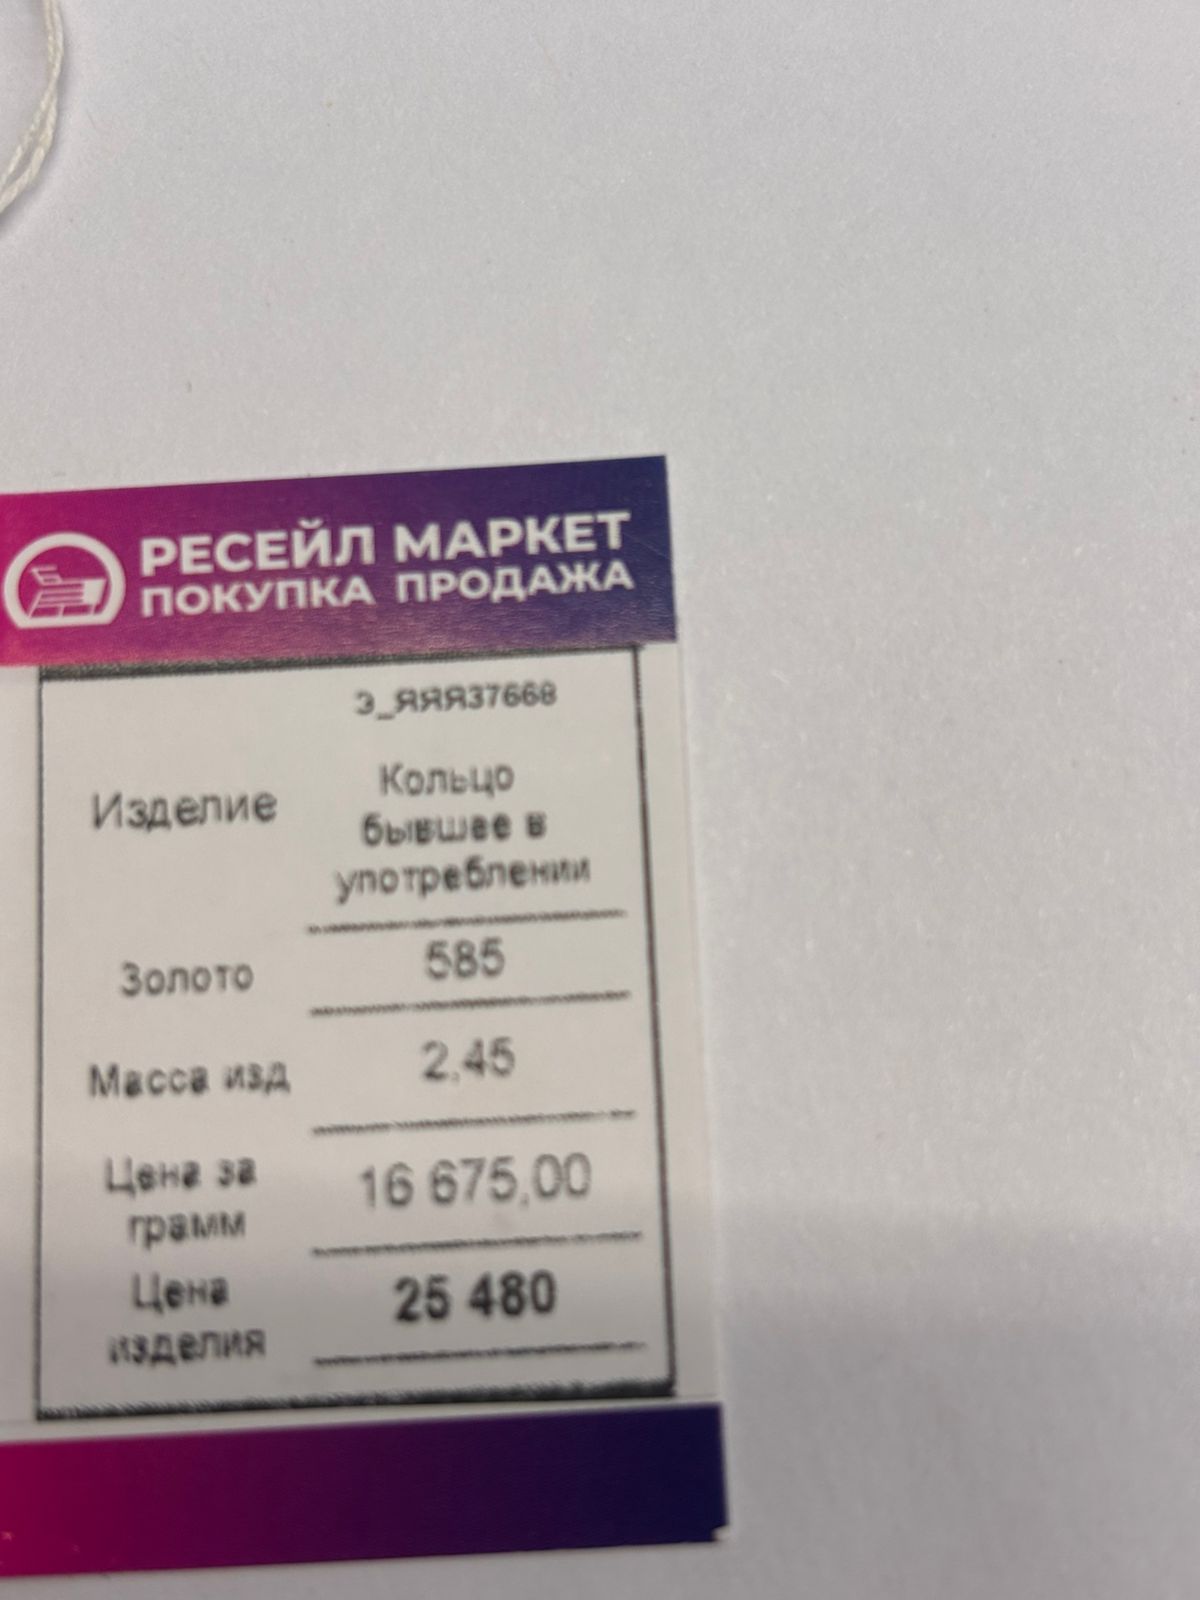 РЕСЕЙЛ МАРКЕТ
ПОКУПКА ПРОДАЖА
Э_ЯЯЯ37668
Изделие
Кольцо
бывшее в
употреблении
Золото
585
Масса изд
2,45
Цена за
грамм
16 675,00
Цена
изделия
25 480